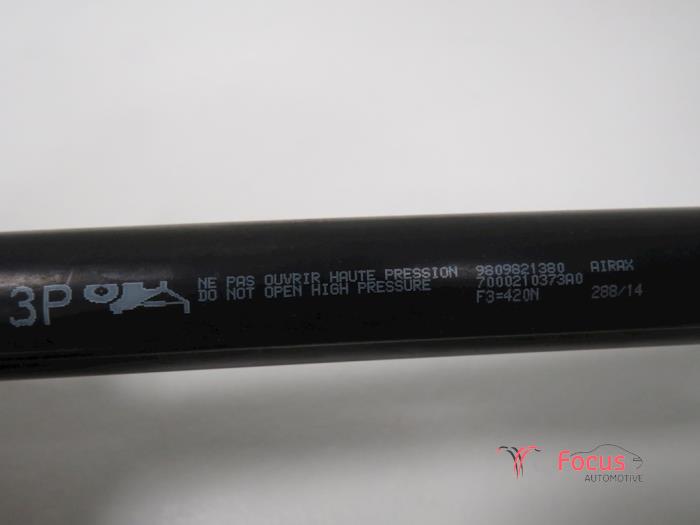 3P
NE PAS OUVRIR HAUTE PRESSION 9809821380 AIRAX
DO NOT OPEN HIGH PRESSURE 7000210373A0
F3=420N 288/14
Focus
AUTOMOTIVE